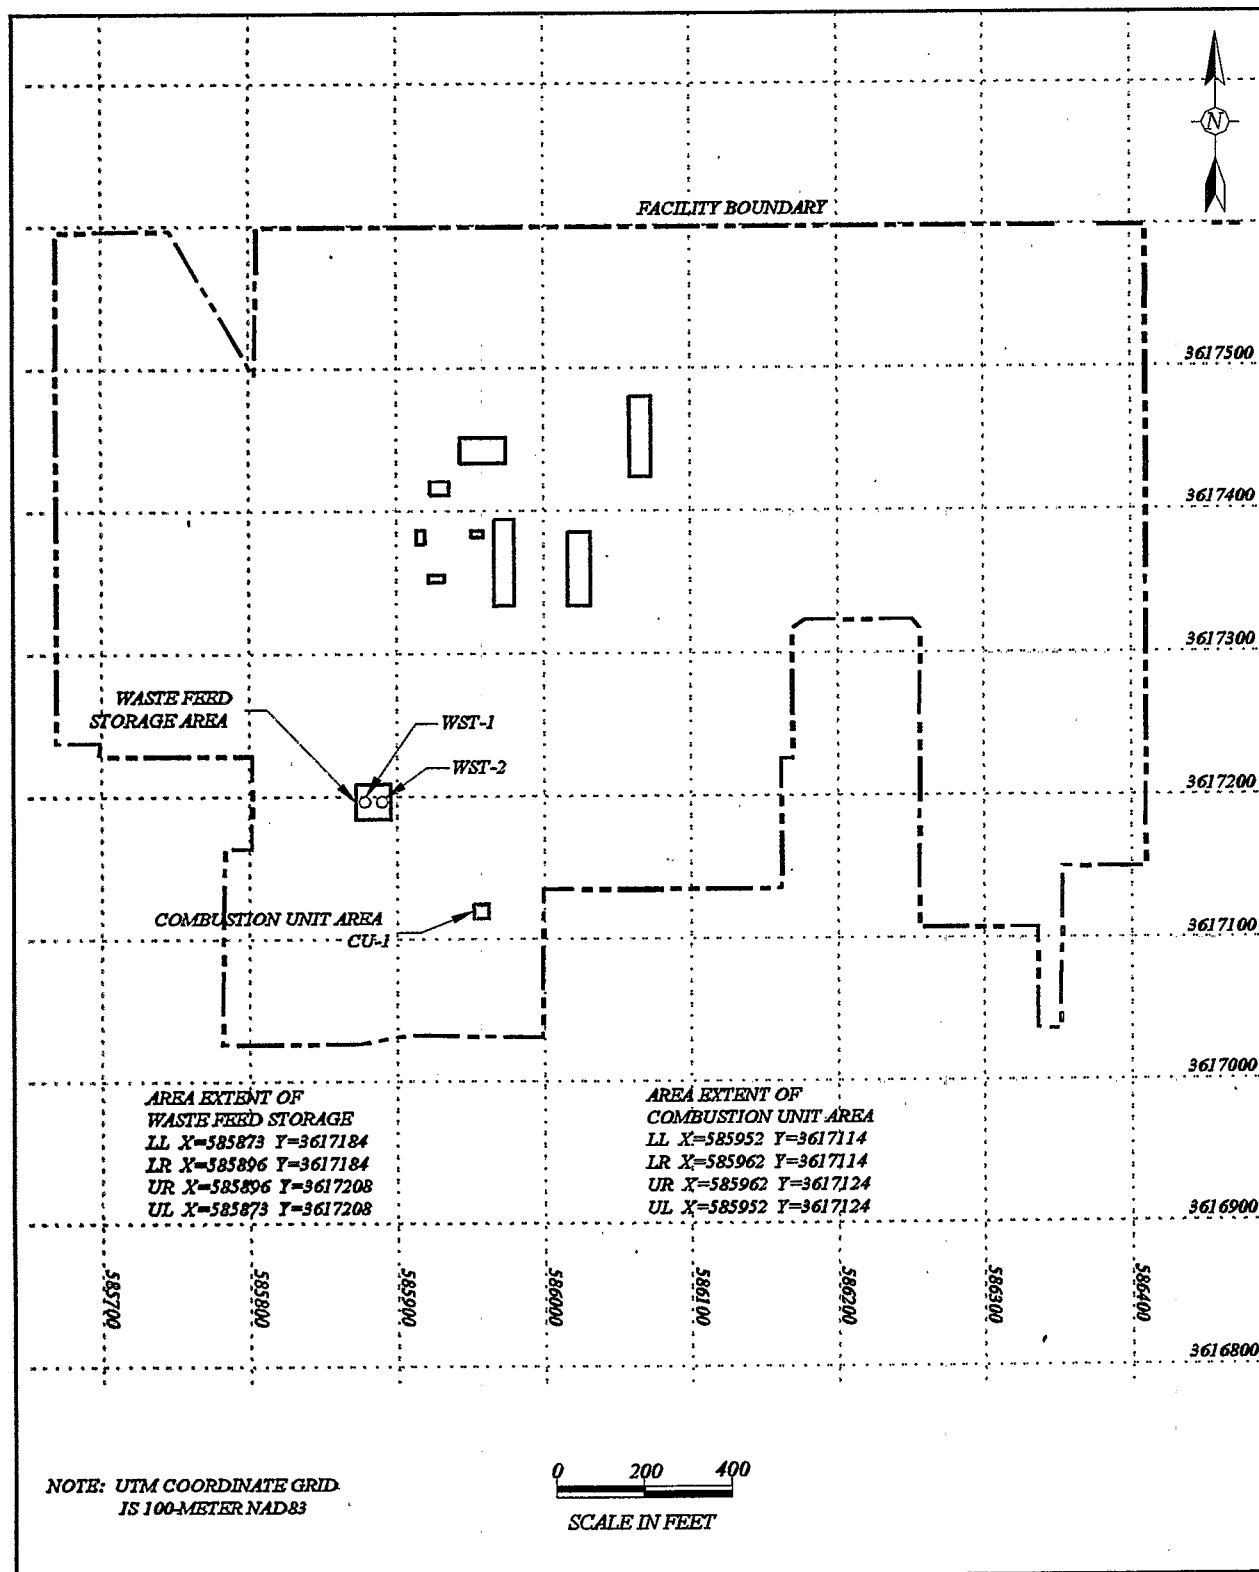 N
FACILITY BOUNDARY
3617500
3617400
3617300
WASTE FEED
STORAGE AREA
WST-1
WST-2
3617200
COMBUSTION UNIT AREA
CU-1
3617100
3617000
AREA EXTENT OF
WASTE FEED STORAGE
LL X=585873 Y=3617184
LR X=585896 Y=3617184
UR X=585896 Y=3617208
UL X=585873 Y=3617208
AREA EXTENT OF
COMBUSTION UNIT AREA
LL X=585952 Y=3617114
LR X=585962 Y=3617114
UR X=585962 Y=3617124
UL X=585952 Y=3617124
3616900
585700
585800
585900
586000
586100
586200
586300
586400
3616800
NOTE: UTM COORDINATE GRID
IS 100-METER NAD83
0 200 400
SCALE IN FEET